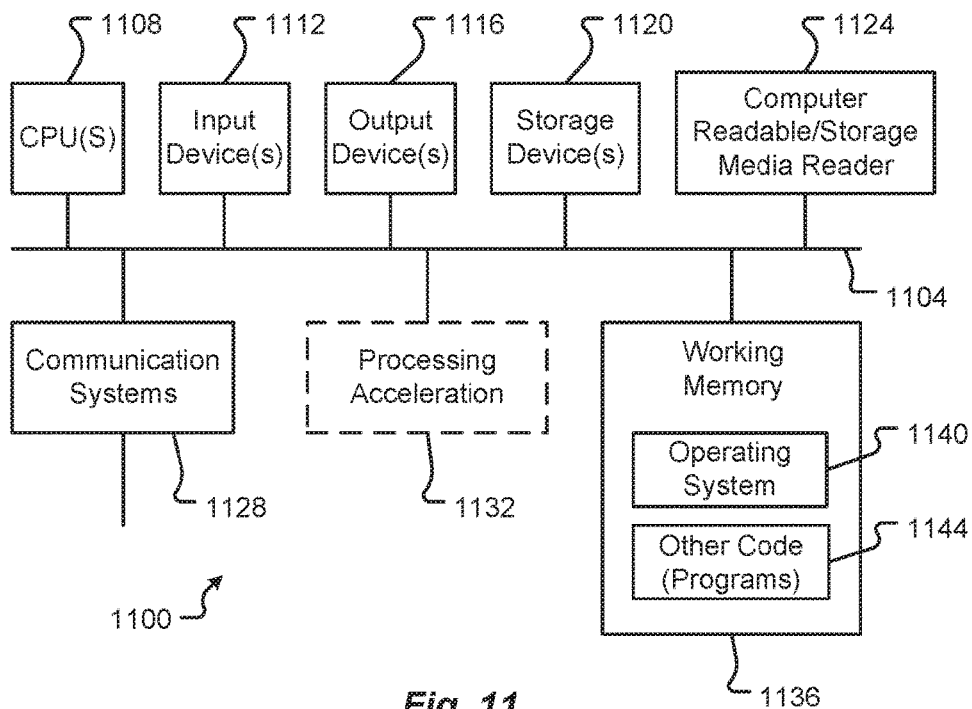 1108
1112
1116
1120
1124
CPU(S)
Input
Device(s)
Output
Device(s)
Storage
Device(s)
Computer
Readable/Storage
Media Reader
1104
Communication
Systems
Processing
Acceleration
Working
Memory
Operating
System
1140
Other Code
(Programs)
1144
1128
1132
1100
1136
Fig. 11